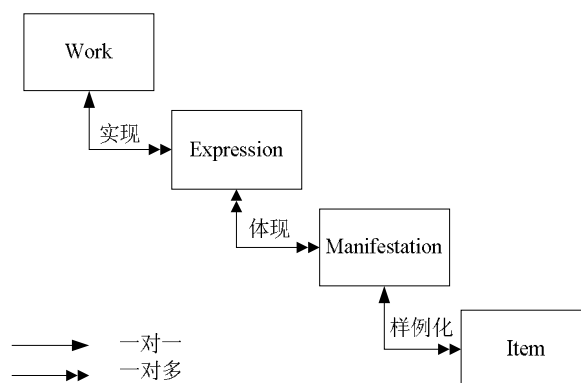 Work
实现
Expression
体现
Manifestation
样例化
Item
一对一
一对多